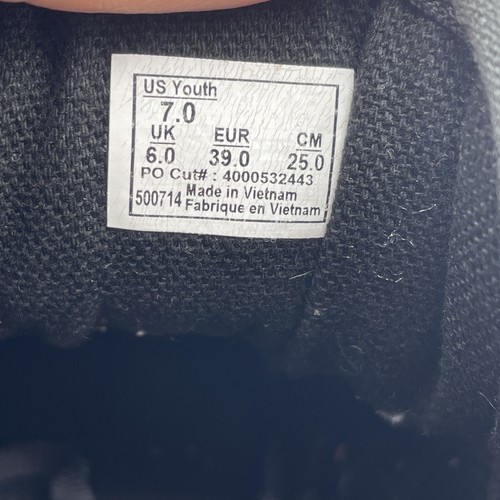 US Youth
7.0
UK EUR CM
6.0 39.0 25.0
PO Cut# : 4000532443
Made in Vietnam
500714 Fabrique en Vietnam